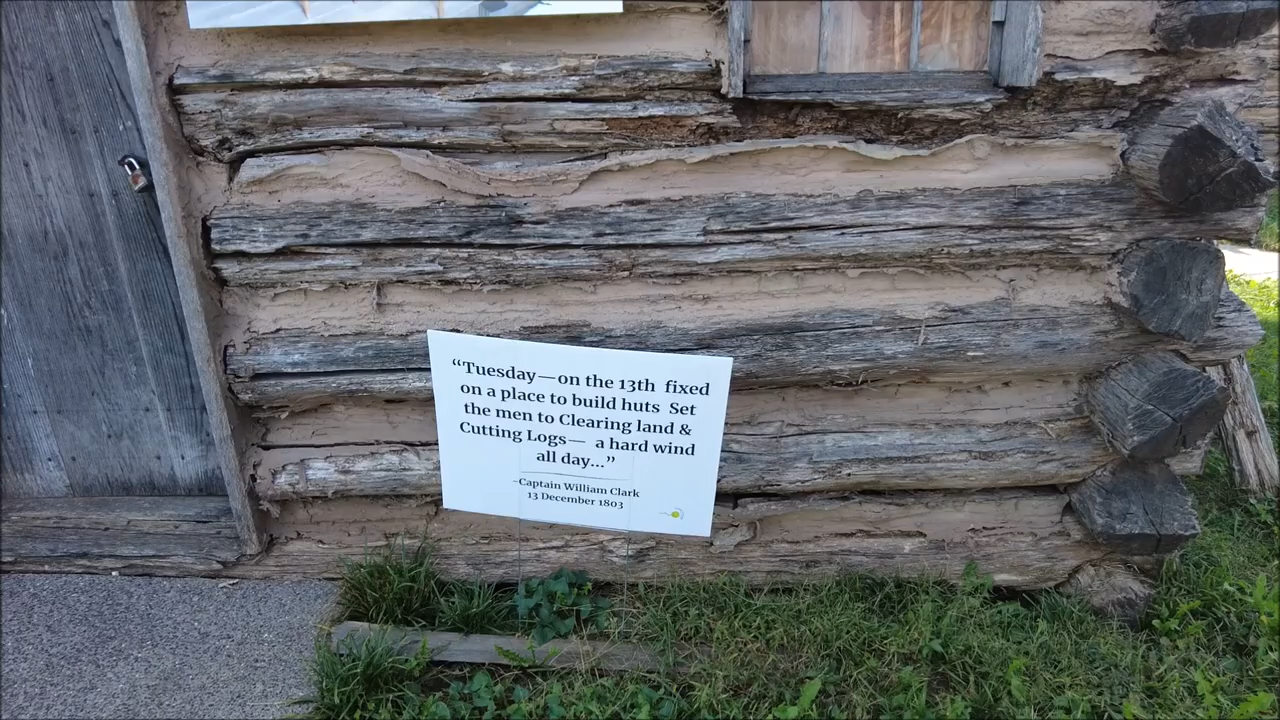 “Tuesday—on the 13th fixed
on a place to build huts Set
the men to Clearing land &
Cutting Logs— a hard wind
all day...”
-Captain William Clark
13 December 1803